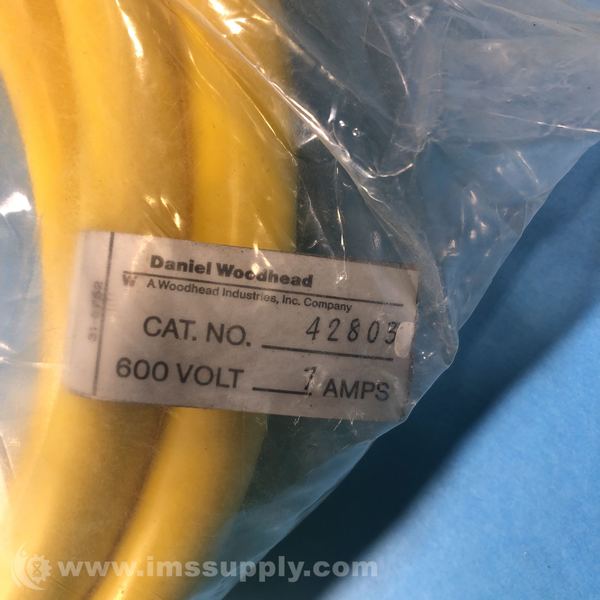 Daniel Woodhead
A Woodhead Industries, Inc. Company
CAT. NO. 42803
600 VOLT 7 AMPS
www.imssupply.com